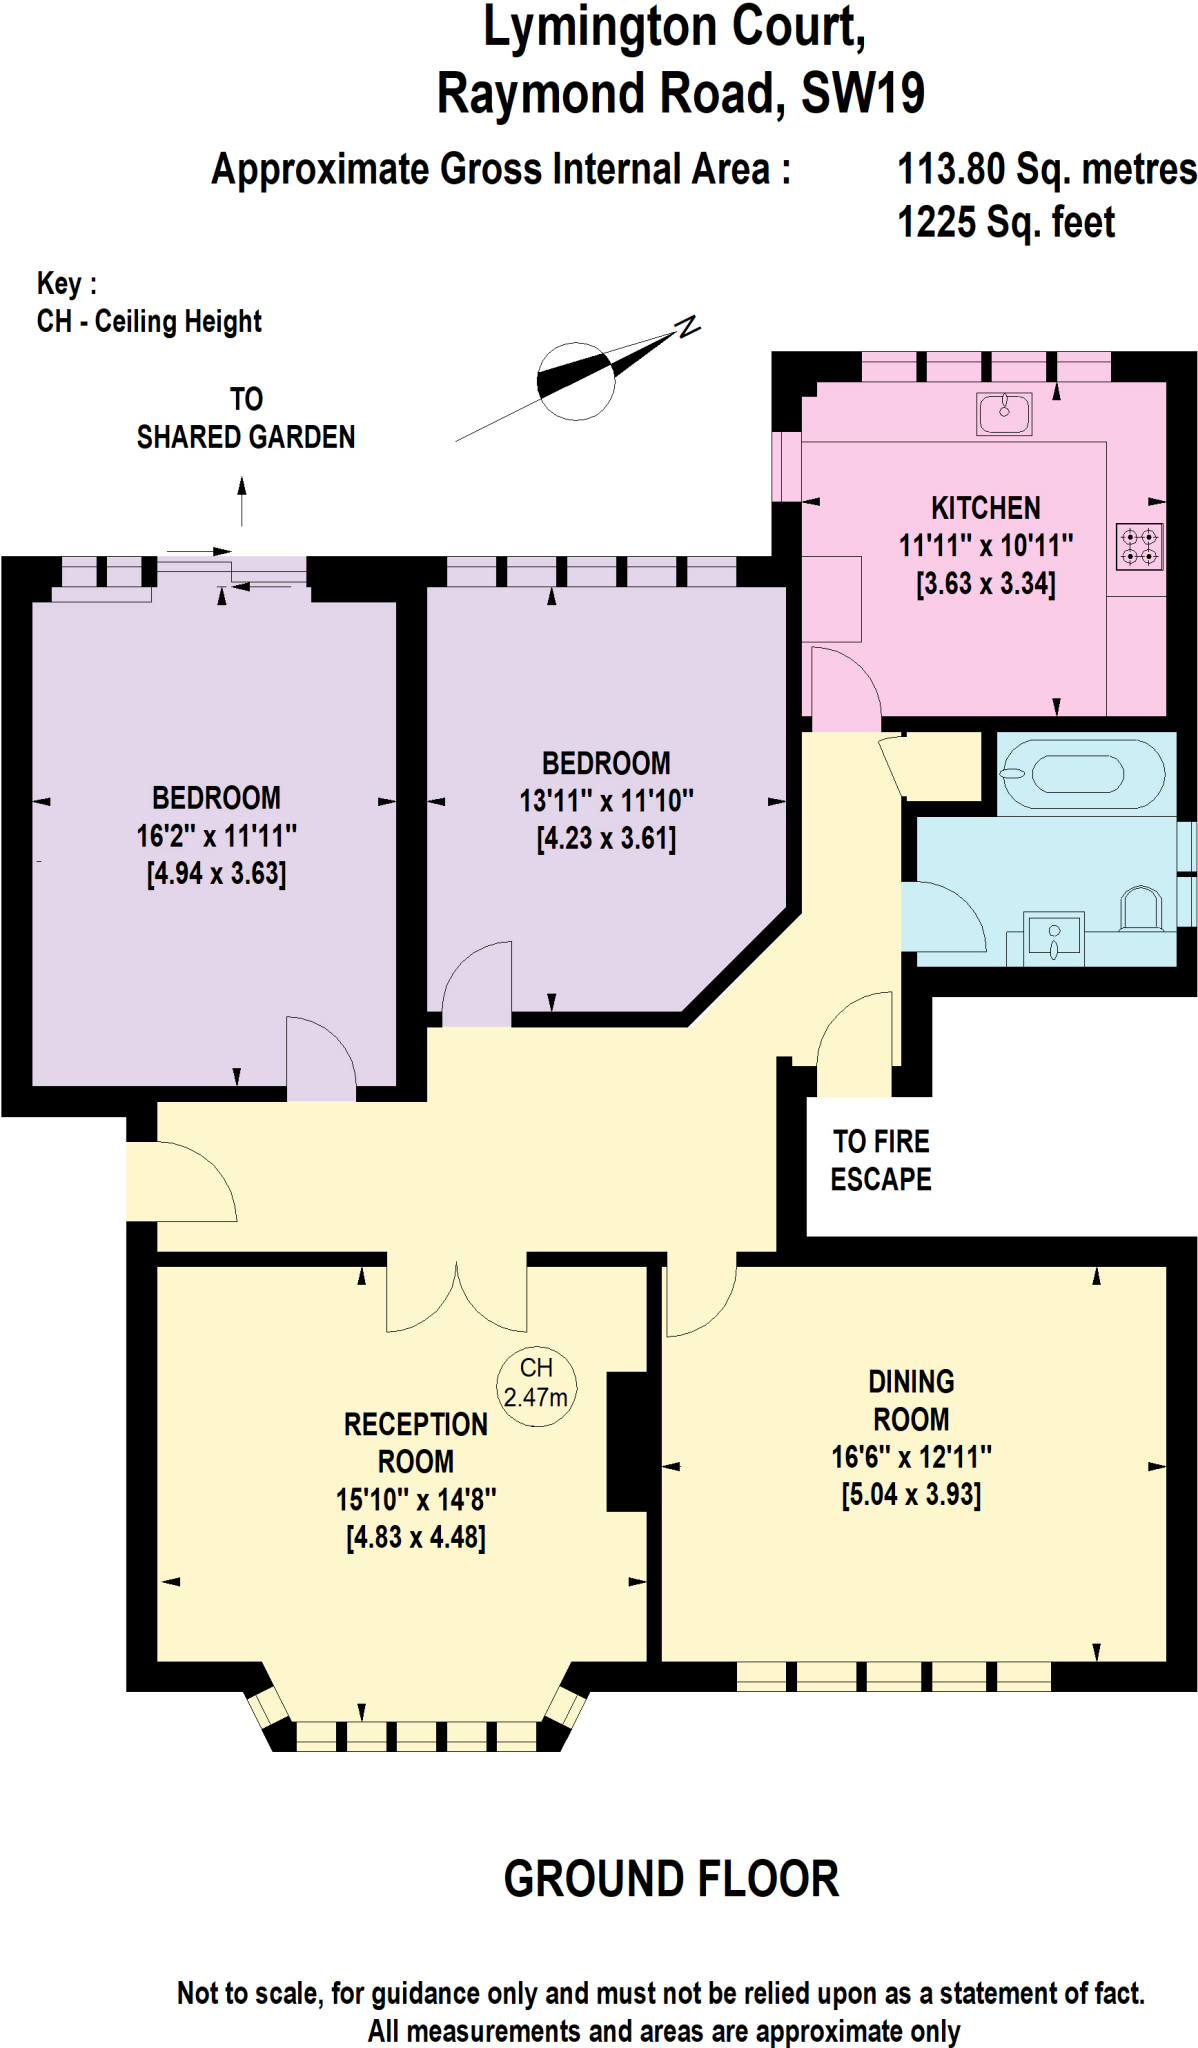 Lymington Court,
Raymond Road, SW19
Approximate Gross Internal Area : 113.80 Sq. metres
1225 Sq. feet
Key :
CH - Ceiling Height
N
TO
SHARED GARDEN
KITCHEN
11'11" x 10'11"
[3.63 x 3.34]
BEDROOM
13'11" x 11'10"
[4.23 x 3.61]
BEDROOM
16'2" x 11'11"
[4.94 x 3.63]
TO FIRE
ESCAPE
CH
2.47m
RECEPTION
ROOM
15'10" x 14'8"
[4.83 x 4.48]
DINING
ROOM
16'6" x 12'11"
[5.04 x 3.93]
GROUND FLOOR
Not to scale, for guidance only and must not be relied upon as a statement of fact.
All measurements and areas are approximate only